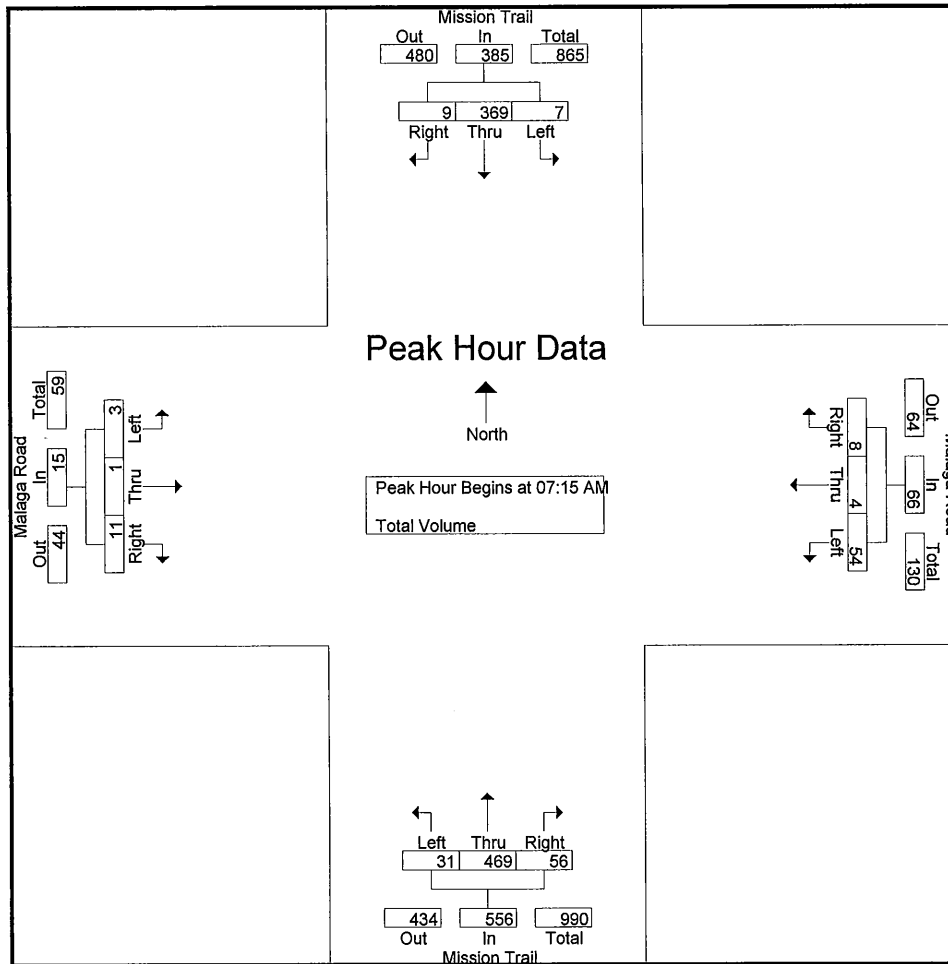 Mission Trail
Out In Total
480 385 865
9 369 7
Right Thru Left
Peak Hour Data
North
Peak Hour Begins at 07:15 AM
Total Volume
Malaga Road
Out In Total
44 15 59
11 1 3
Right Thru Left
Out In Total
64 66 130
8 4 54
Right Thru Left
Left Thru Right
31 469 56
434 556 990
Out In Total
Mission Trail